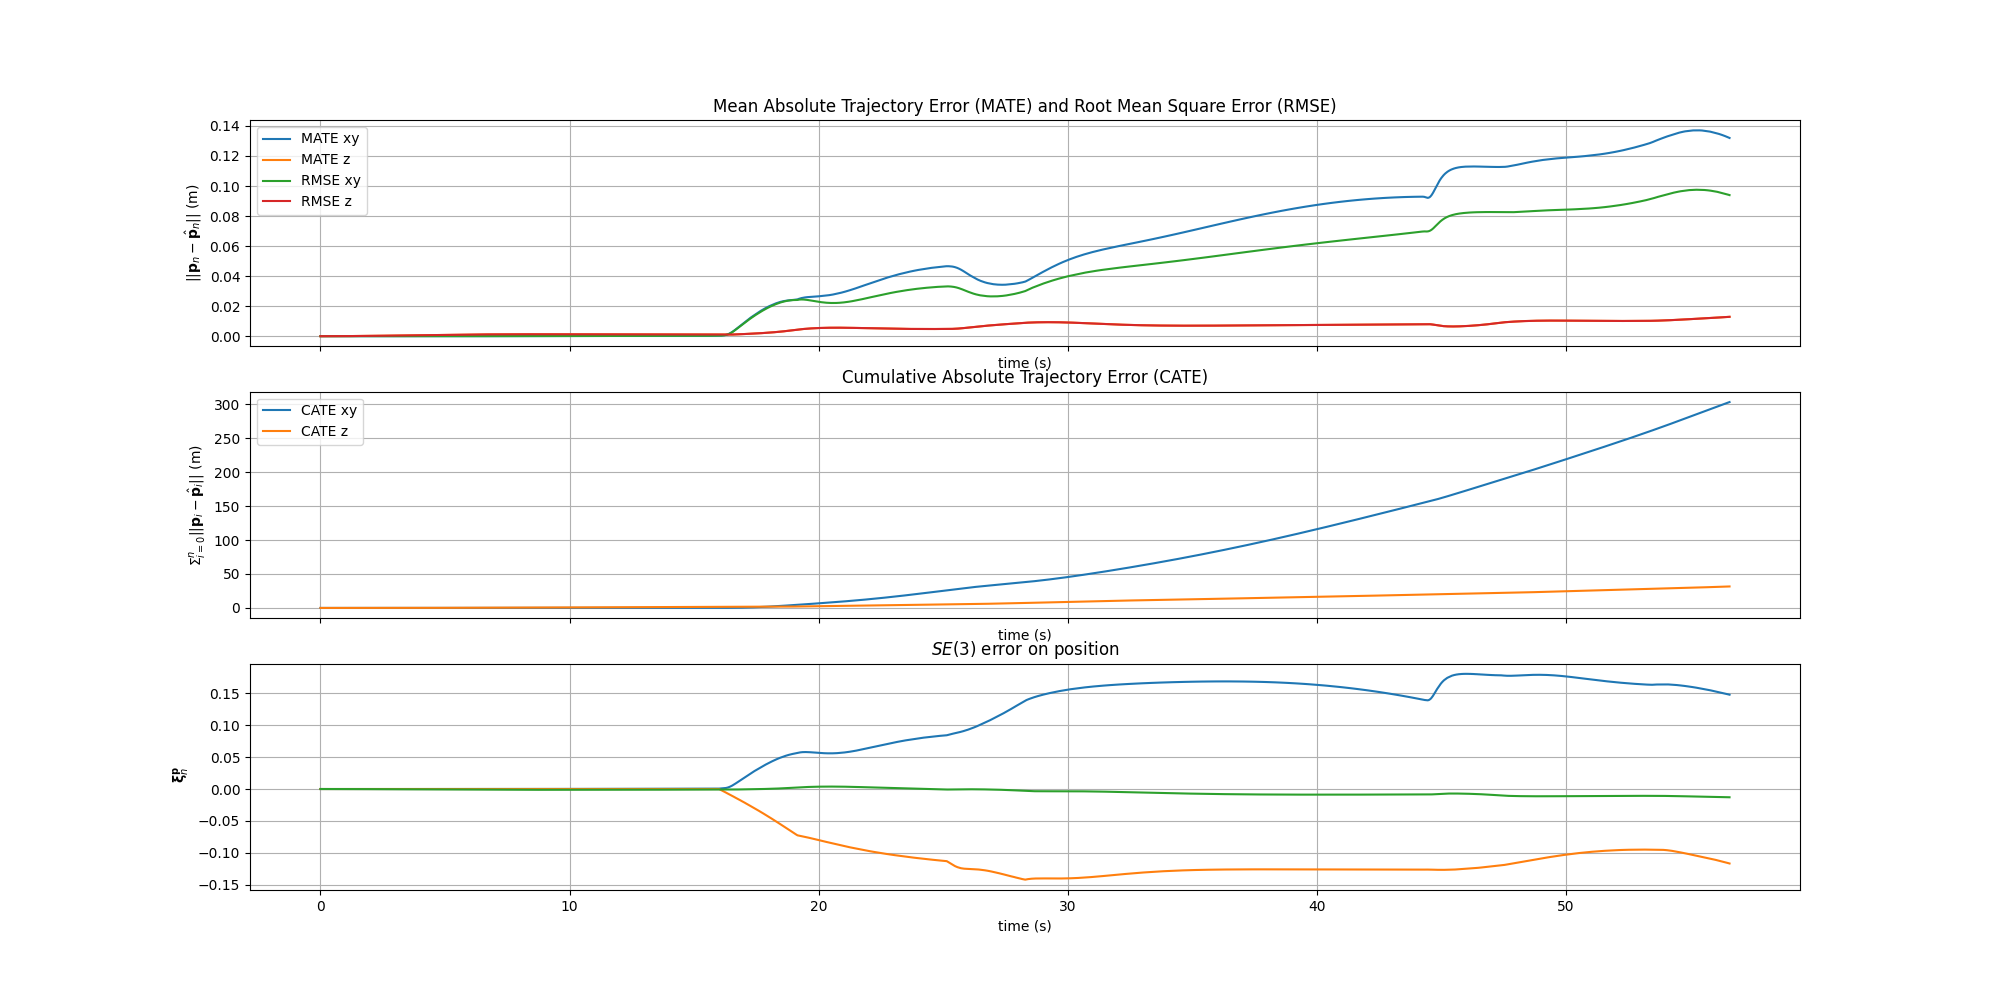 Mean Absolute Trajectory Error (MATE) and Root Mean Square Error (RMSE)
||𝐩ₙ − 𝐩̂ₙ|| (m)
0.14
0.12
0.10
0.08
0.06
0.04
0.02
0.00
MATE xy
MATE z
RMSE xy
RMSE z
time (s)
Cumulative Absolute Trajectory Error (CATE)
Σⁿᵢ₌₀||𝐩ᵢ − 𝐩̂ᵢ|| (m)
300
250
200
150
100
50
0
CATE xy
CATE z
time (s)
SE(3) error on position
𝛏ₙᵖ
0.15
0.10
0.05
0.00
−0.05
−0.10
−0.15
0 10 20 30 40 50
time (s)